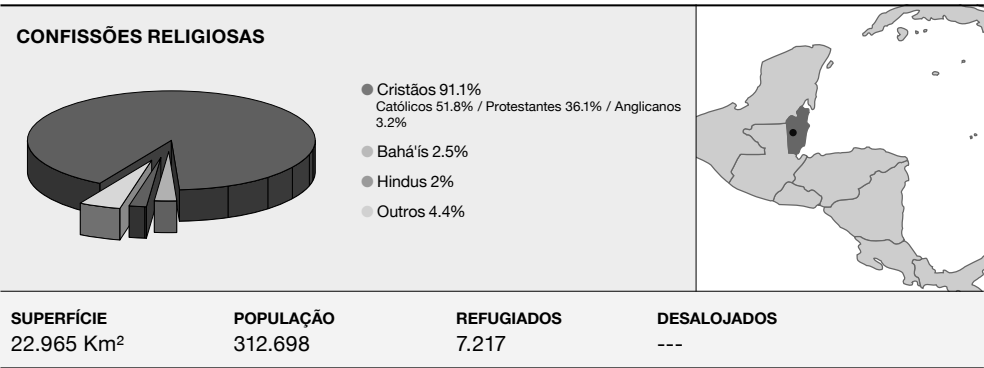 CONFISSÕES RELIGIOSAS
Cristãos 91.1%
Católicos 51.8% / Protestantes 36.1% / Anglicanos
3.2%
Bahá'ís 2.5%
Hindus 2%
Outros 4.4%
SUPERFÍCIE
22.965 Km²
POPULAÇÃO
312.698
REFUGIADOS
7.217
DESALOJADOS
---